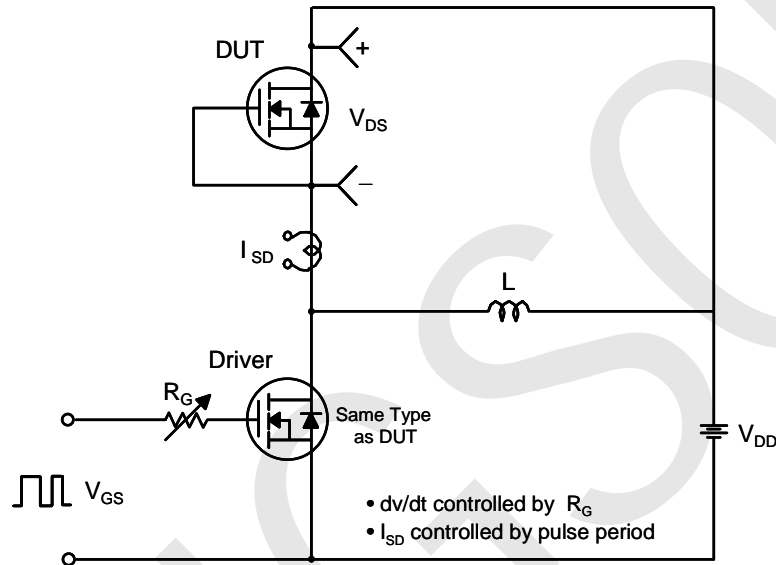 DUT
+
V_DS
−
I_SD
L
Driver
R_G
Same Type
as DUT
V_DD
V_GS
• dv/dt controlled by R_G
• I_SD controlled by pulse period